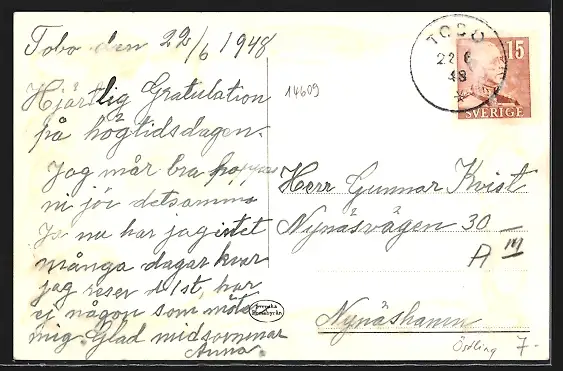 Tobo den 22/6 1948
Hjärtlig Gratulation
på högtidsdagen.
Jag mår bra hoppas
ni gör detsamma
Ja nu har jag intet
många dagar kvar
jag reser d 1st, har
ej någon som möter
mig. Glad midsommar
Anna.
14609
TOBO
22 6
48
15
SVERIGE
Herr Gunnar Kvist
Nynäsvägen 30
A
Nynäshamn
Svenska
Östling 7-